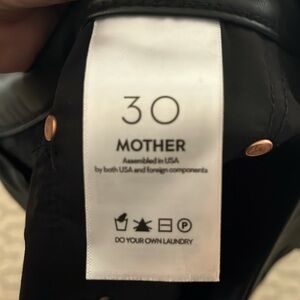 30
MOTHER
Assembled in USA
by both USA and foreign components
P
DO YOUR OWN LAUNDRY